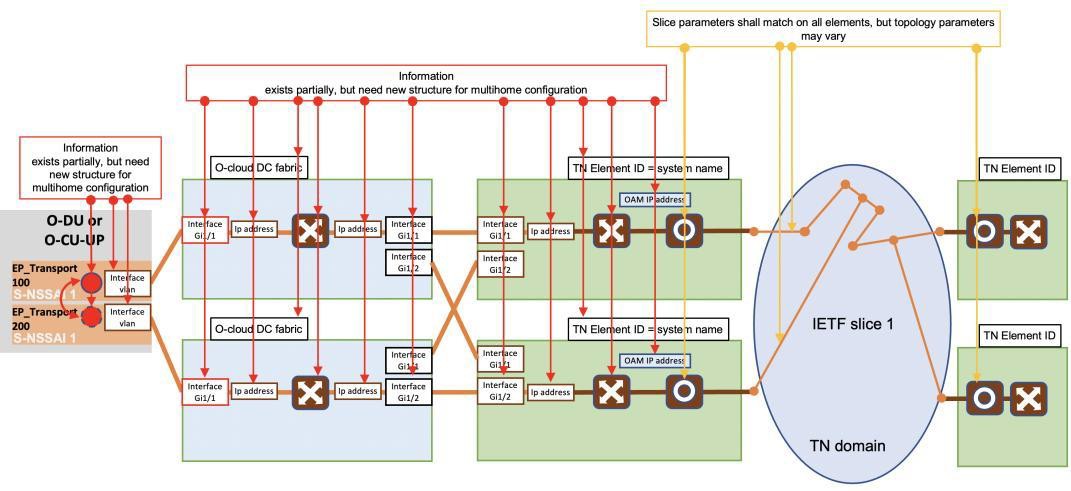 Slice parameters shall match on all elements, but topology parameters
may vary
Information
exists partially, but need new structure for multihome configuration
Information
exists partially, but need
new structure for
multihome configuration
O-DU or
O-CU-UP
EP_Transport
100
S-NSSAI 1
Interface
vlan
EP_Transport
200
S-NSSAI 1
Interface
vlan
O-cloud DC fabric
Interface
Gi1/1
Ip address
Ip address
Interface
Gi1/1
Interface
Gi1/2
TN Element ID = system name
OAM IP address
Interface
Gi1/1
Ip address
Interface
Gi1/2
O-cloud DC fabric
Interface
Gi1/1
Interface
Gi1/1
Ip address
Ip address
Interface
Gi1/2
TN Element ID = system name
OAM IP address
Interface
Gi1/1
Interface
Gi1/2
Ip address
IETF slice 1
TN domain
TN Element ID
TN Element ID